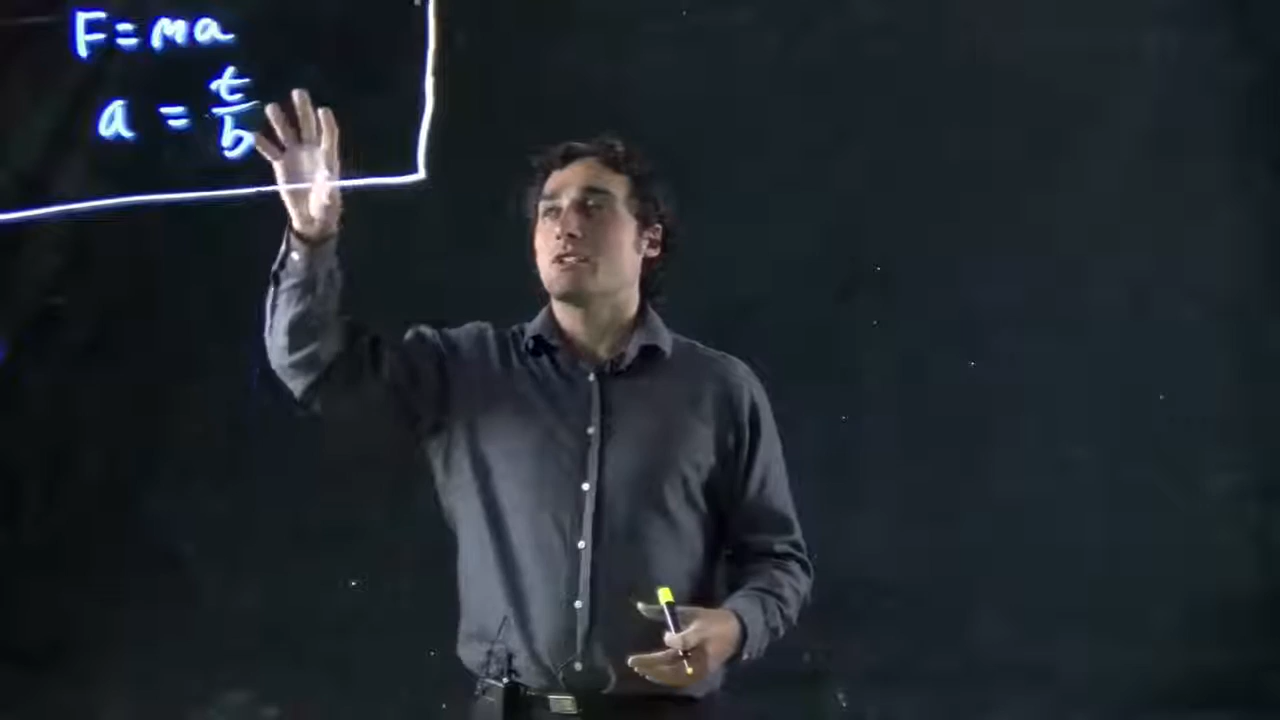 F = ma
a = t/b